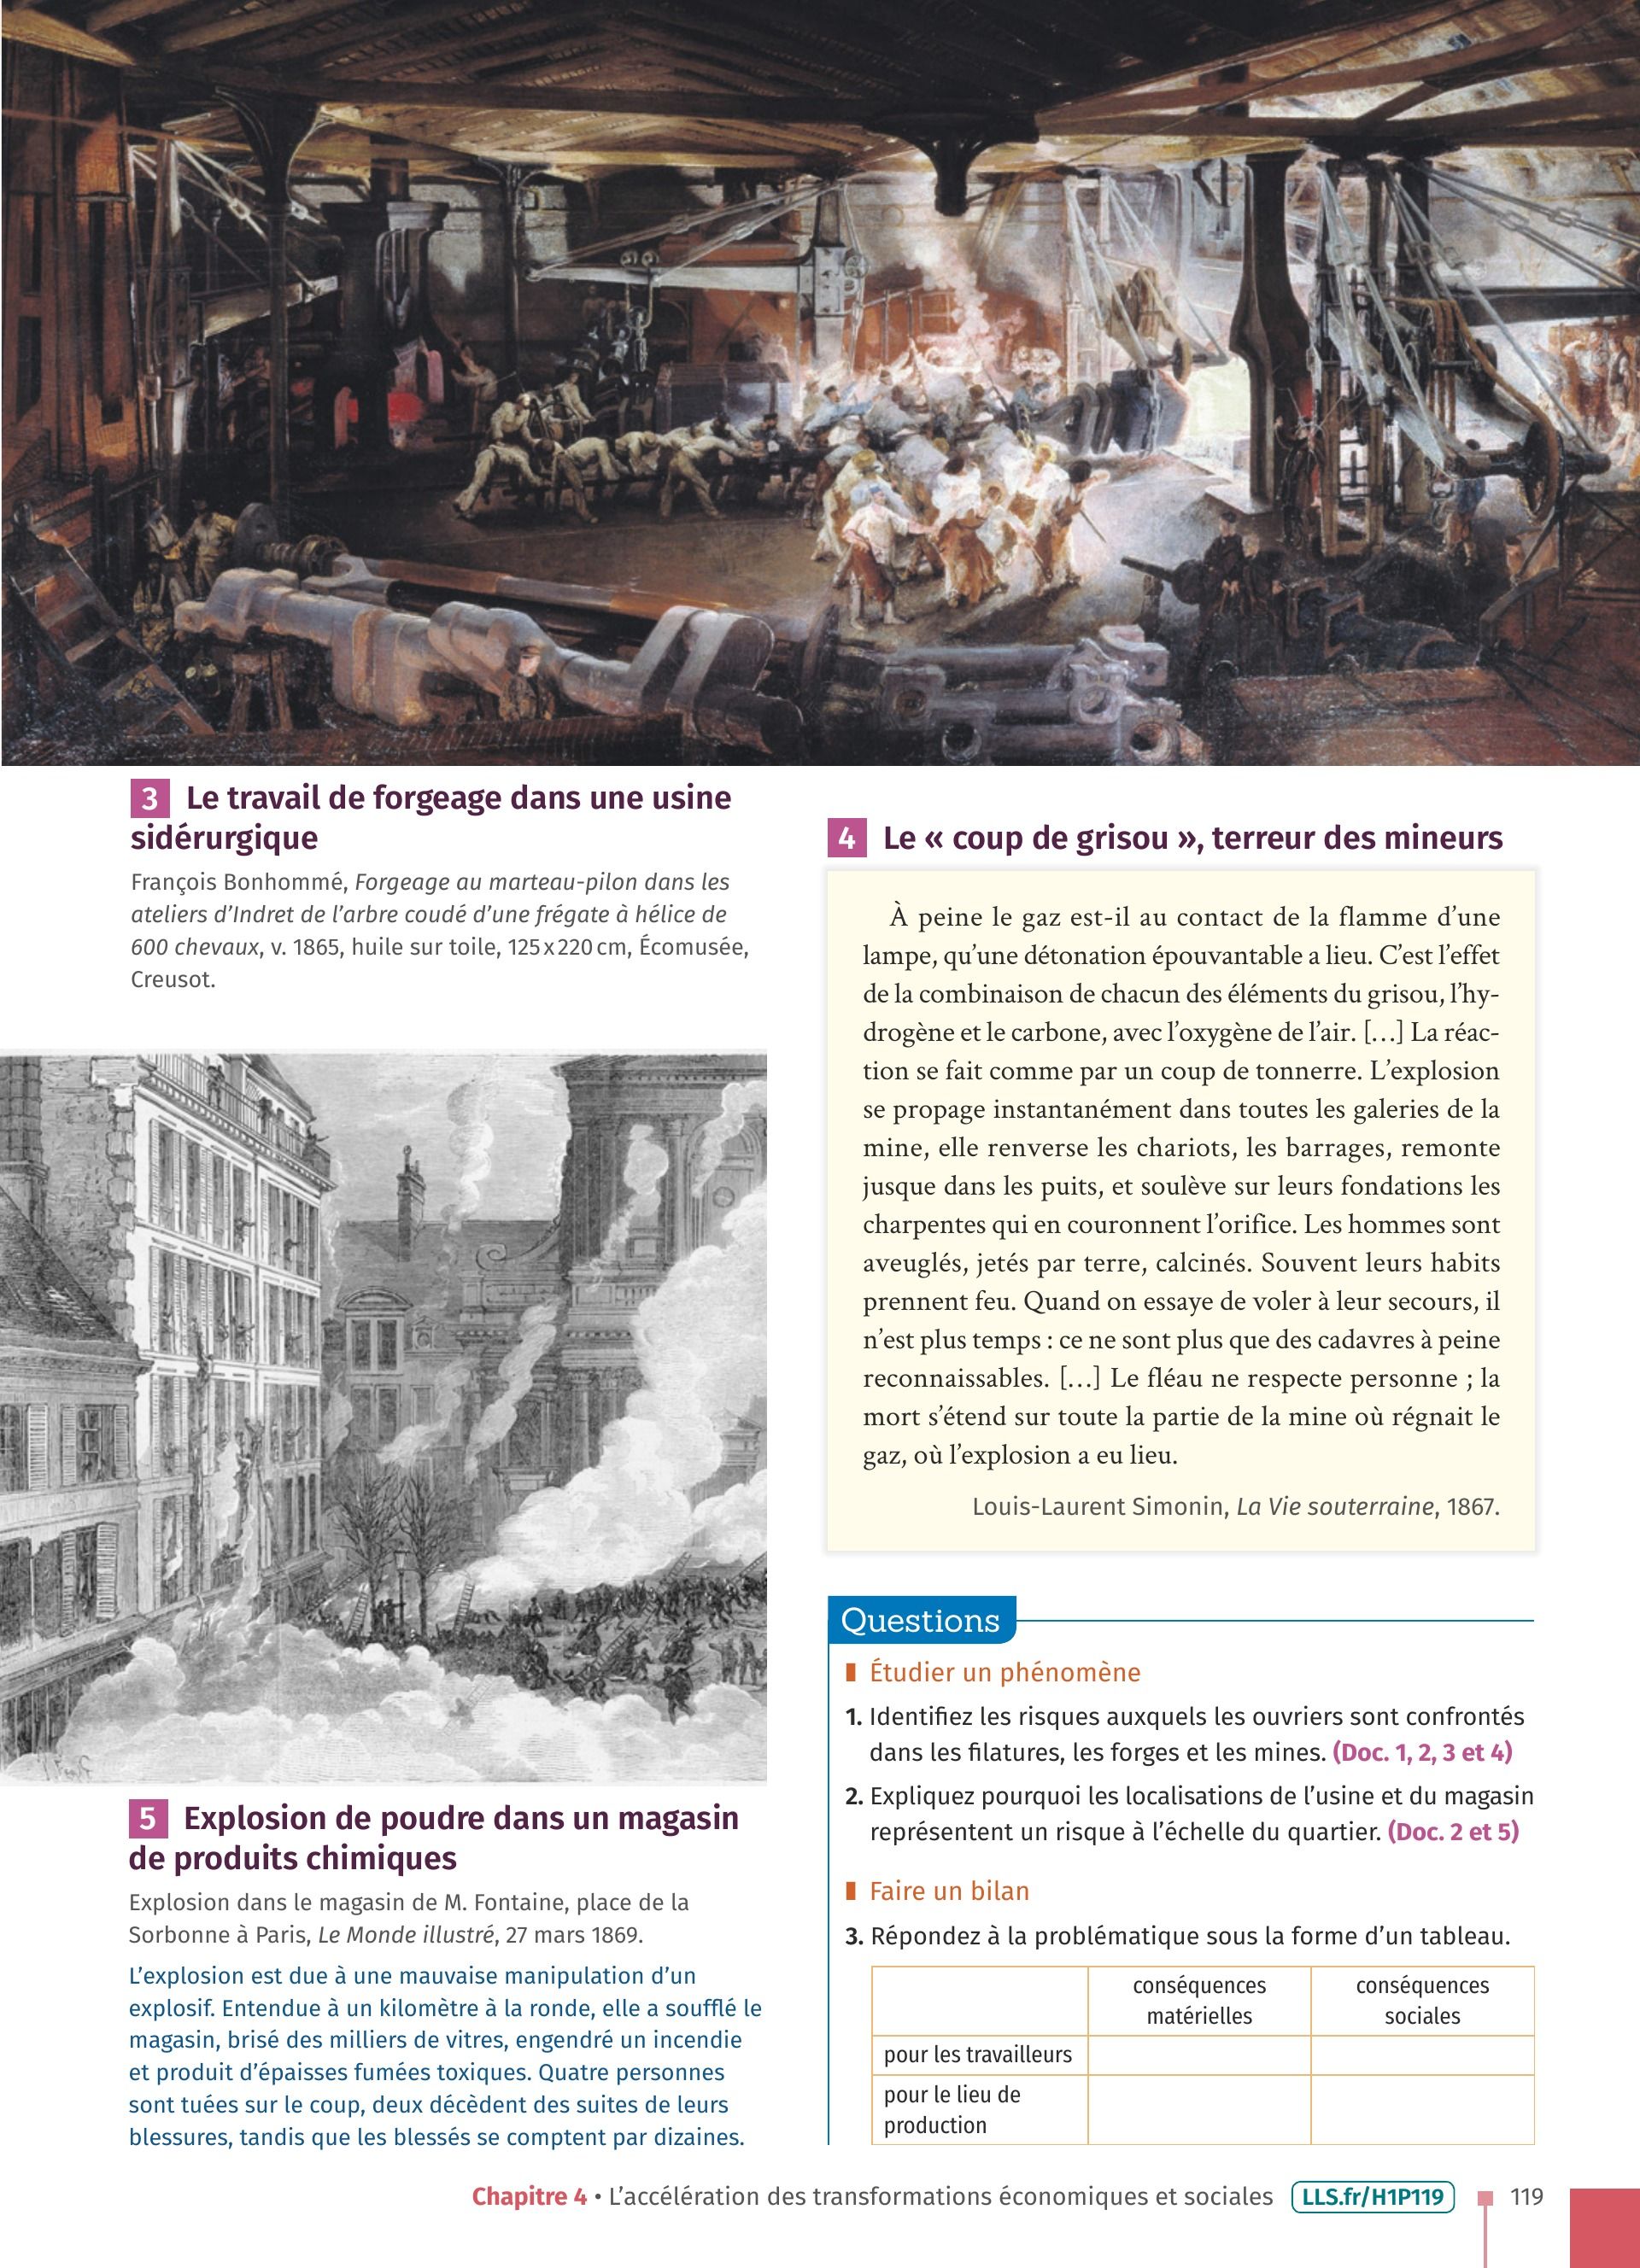 3 Le travail de forgeage dans une usine
sidérurgique
François Bonhommé, Forgeage au marteau-pilon dans les
ateliers d’Indret de l’arbre coudé d’une frégate à hélice de
600 chevaux, v. 1865, huile sur toile, 125 x 220 cm, Écomusée,
Creusot.
5 Explosion de poudre dans un magasin
de produits chimiques
Explosion dans le magasin de M. Fontaine, place de la
Sorbonne à Paris, Le Monde illustré, 27 mars 1869.
L’explosion est due à une mauvaise manipulation d’un
explosif. Entendue à un kilomètre à la ronde, elle a soufflé le
magasin, brisé des milliers de vitres, engendré un incendie
et produit d’épaisses fumées toxiques. Quatre personnes
sont tuées sur le coup, deux décèdent des suites de leurs
blessures, tandis que les blessés se comptent par dizaines.
4 Le « coup de grisou », terreur des mineurs
À peine le gaz est-il au contact de la flamme d’une
lampe, qu’une détonation épouvantable a lieu. C’est l’effet
de la combinaison de chacun des éléments du grisou, l’hy-
drogène et le carbone, avec l’oxygène de l’air. […] La réac-
tion se fait comme par un coup de tonnerre. L’explosion
se propage instantanément dans toutes les galeries de la
mine, elle renverse les chariots, les barrages, remonte
jusque dans les puits, et soulève sur leurs fondations les
charpentes qui en couronnent l’orifice. Les hommes sont
aveuglés, jetés par terre, calcinés. Souvent leurs habits
prennent feu. Quand on essaye de voler à leur secours, il
n’est plus temps : ce ne sont plus que des cadavres à peine
reconnaissables. […] Le fléau ne respecte personne ; la
mort s’étend sur toute la partie de la mine où régnait le
gaz, où l’explosion a eu lieu.
Louis-Laurent Simonin, La Vie souterraine, 1867.
Questions
Étudier un phénomène
1. Identifiez les risques auxquels les ouvriers sont confrontés
dans les filatures, les forges et les mines. (Doc. 1, 2, 3 et 4)
2. Expliquez pourquoi les localisations de l’usine et du magasin
représentent un risque à l’échelle du quartier. (Doc. 2 et 5)
Faire un bilan
3. Répondez à la problématique sous la forme d’un tableau.
conséquences matérielles
conséquences sociales
pour les travailleurs
pour le lieu de
production
Chapitre 4 • L’accélération des transformations économiques et sociales LLS.fr/H1P119 119